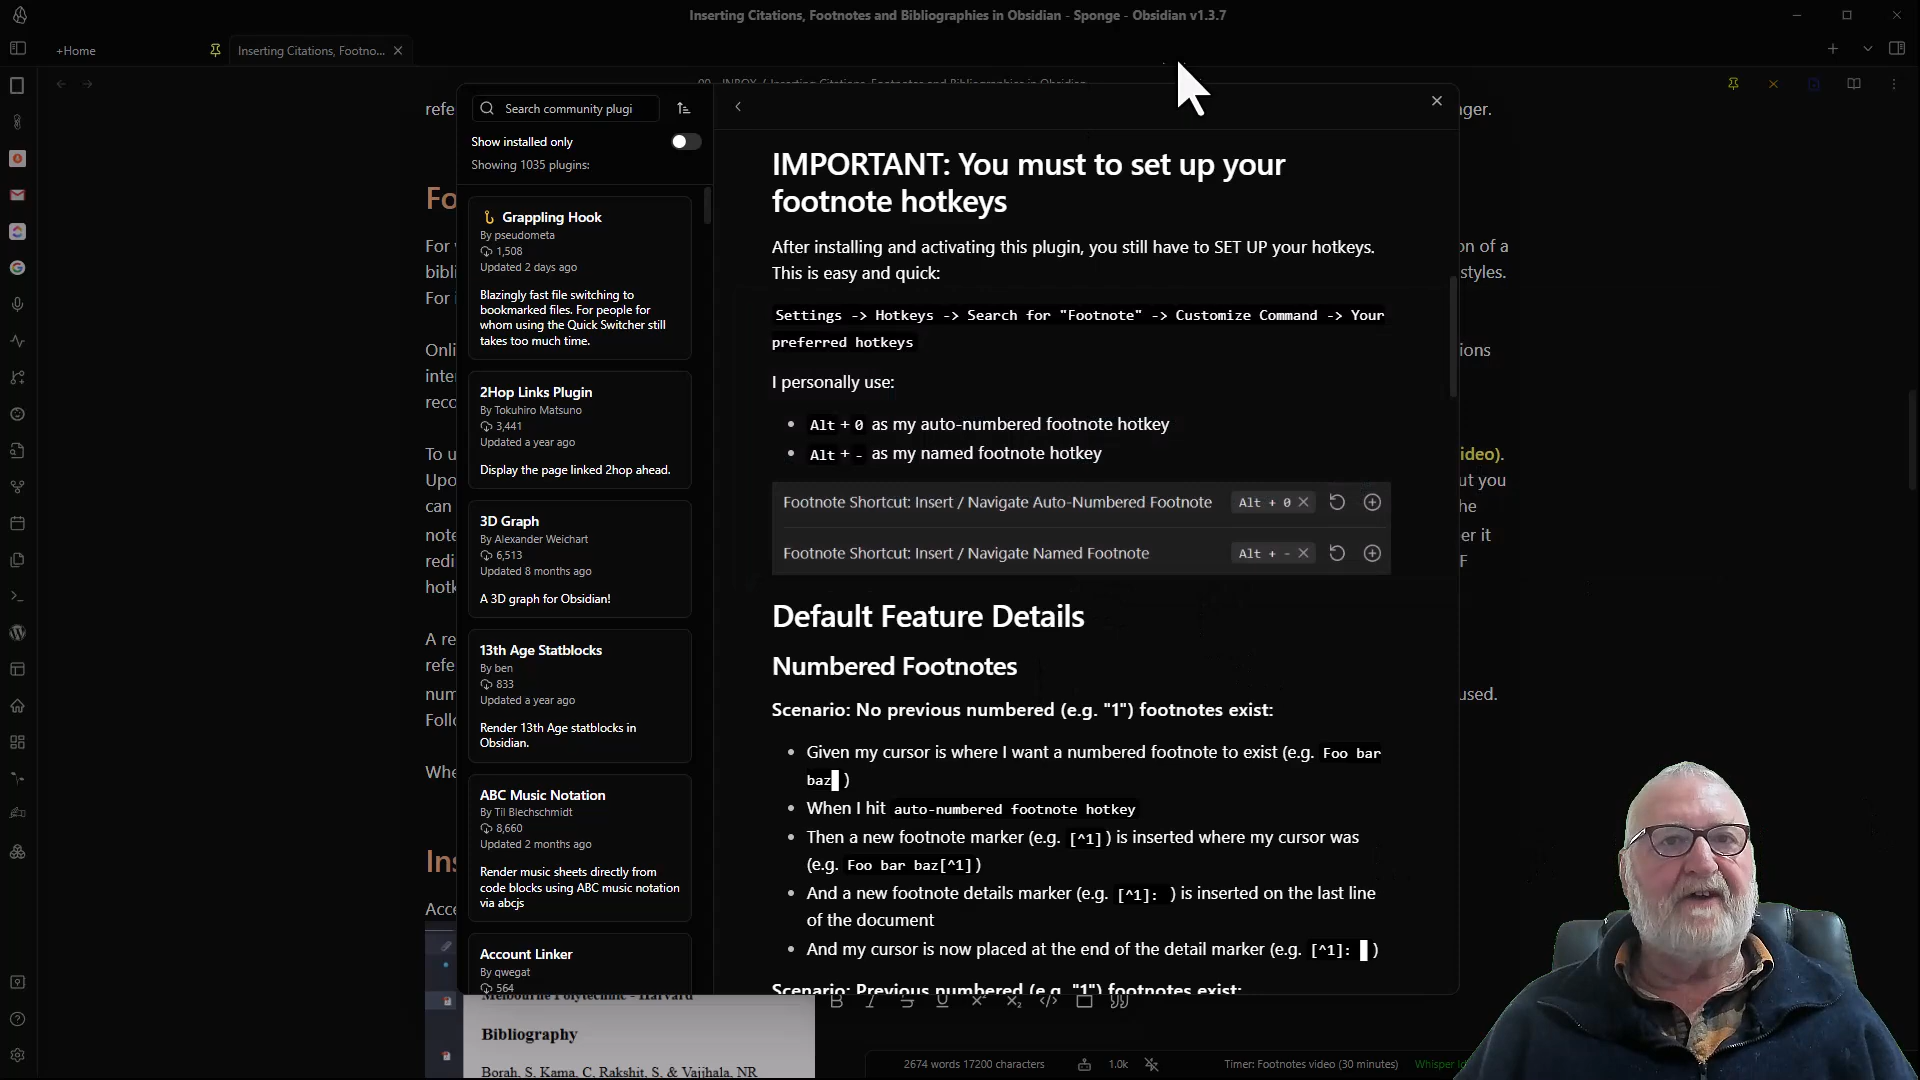 Inserting Citations, Footnotes and Bibliographies in Obsidian - Sponge - Obsidian v1.3.7
+Home
Inserting Citations, Footno...
Search community plugi
Show installed only
Showing 1035 plugins:
Grappling Hook
By pseudometa
1,508
Updated 2 days ago
Blazingly fast file switching to
bookmarked files. For people for
whom using the Quick Switcher still
takes too much time.
2Hop Links Plugin
By Tokuhiro Matsuno
3,441
Updated a year ago
Display the page linked 2hop ahead.
3D Graph
By Alexander Weichart
6,513
Updated 8 months ago
A 3D graph for Obsidian!
13th Age Statblocks
By ben
833
Updated a year ago
Render 13th Age statblocks in
Obsidian.
ABC Music Notation
By Til Blechschmidt
8,660
Updated 2 months ago
Render music sheets directly from
code blocks using ABC music notation
via abcjs
Account Linker
By qwegat
564
IMPORTANT: You must to set up your
footnote hotkeys
After installing and activating this plugin, you still have to SET UP your hotkeys.
This is easy and quick:
Settings -> Hotkeys -> Search for "Footnote" -> Customize Command -> Your
preferred hotkeys
I personally use:
Alt + 0 as my auto-numbered footnote hotkey
Alt + - as my named footnote hotkey
Footnote Shortcut: Insert / Navigate Auto-Numbered Footnote Alt + 0
Footnote Shortcut: Insert / Navigate Named Footnote Alt + -
Default Feature Details
Numbered Footnotes
Scenario: No previous numbered (e.g. "1") footnotes exist:
Given my cursor is where I want a numbered footnote to exist (e.g. Foo bar
baz )
When I hit auto-numbered footnote hotkey
Then a new footnote marker (e.g. [^1] ) is inserted where my cursor was
(e.g. Foo bar baz[^1] )
And a new footnote details marker (e.g. [^1]: ) is inserted on the last line
of the document
And my cursor is now placed at the end of the detail marker (e.g. [^1]: )
Scenario: Previous numbered (e.g. "1") footnotes exist:
Melbourne Polytechnic - Harvard
Bibliography
Borah, S, Kama, C, Rakshit, S, & Vajjhala, NR
2674 words 17200 characters
1.0k
Timer: Footnotes video (30 minutes)